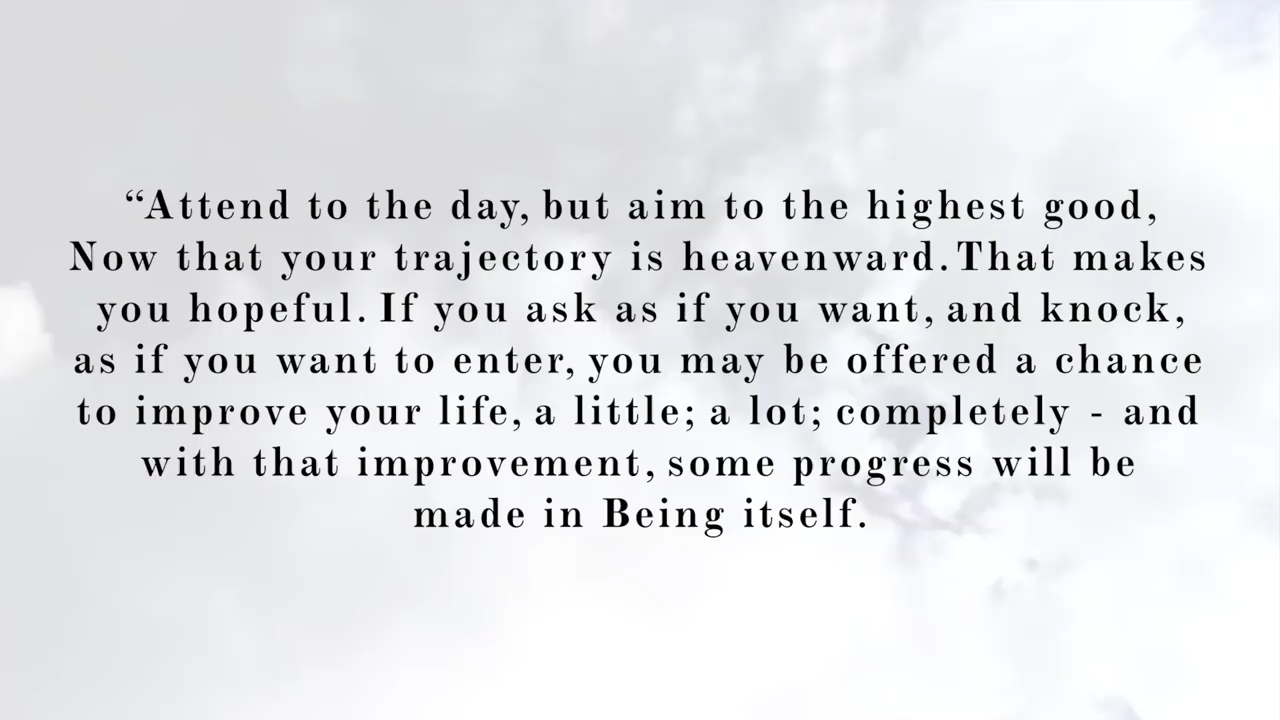 “Attend to the day, but aim to the highest good,
Now that your trajectory is heavenward. That makes
you hopeful. If you ask as if you want, and knock,
as if you want to enter, you may be offered a chance
to improve your life, a little; a lot; completely - and
with that improvement, some progress will be
made in Being itself.